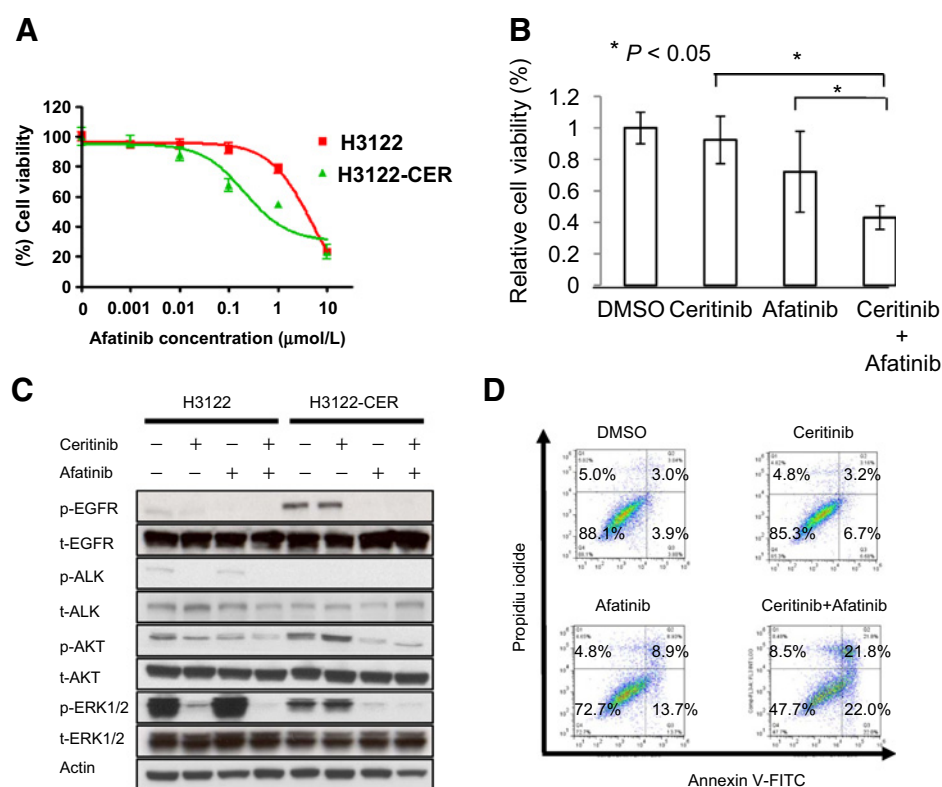 A
120
100
80
60
40
20
0
(%) Cell viability
H3122
H3122-CER
0 0.001 0.01 0.1 1 10
Afatinib concentration (μmol/L)
B
* P < 0.05
*
*
Relative cell viability (%)
1.2
1
0.8
0.6
0.4
0.2
0
DMSO Ceritinib Afatinib Ceritinib
+
Afatinib
C
H3122 H3122-CER
Ceritinib − + − + − + − +
Afatinib − − + + − − + +
p-EGFR
t-EGFR
p-ALK
t-ALK
p-AKT
t-AKT
p-ERK1/2
t-ERK1/2
Actin
D
Propidiu iodide
DMSO
5.0% 3.0%
88.1% 3.9%
Ceritinib
4.8% 3.2%
85.3% 6.7%
Afatinib
4.8% 8.9%
72.7% 13.7%
Ceritinib+Afatinib
8.5% 21.8%
47.7% 22.0%
Annexin V-FITC